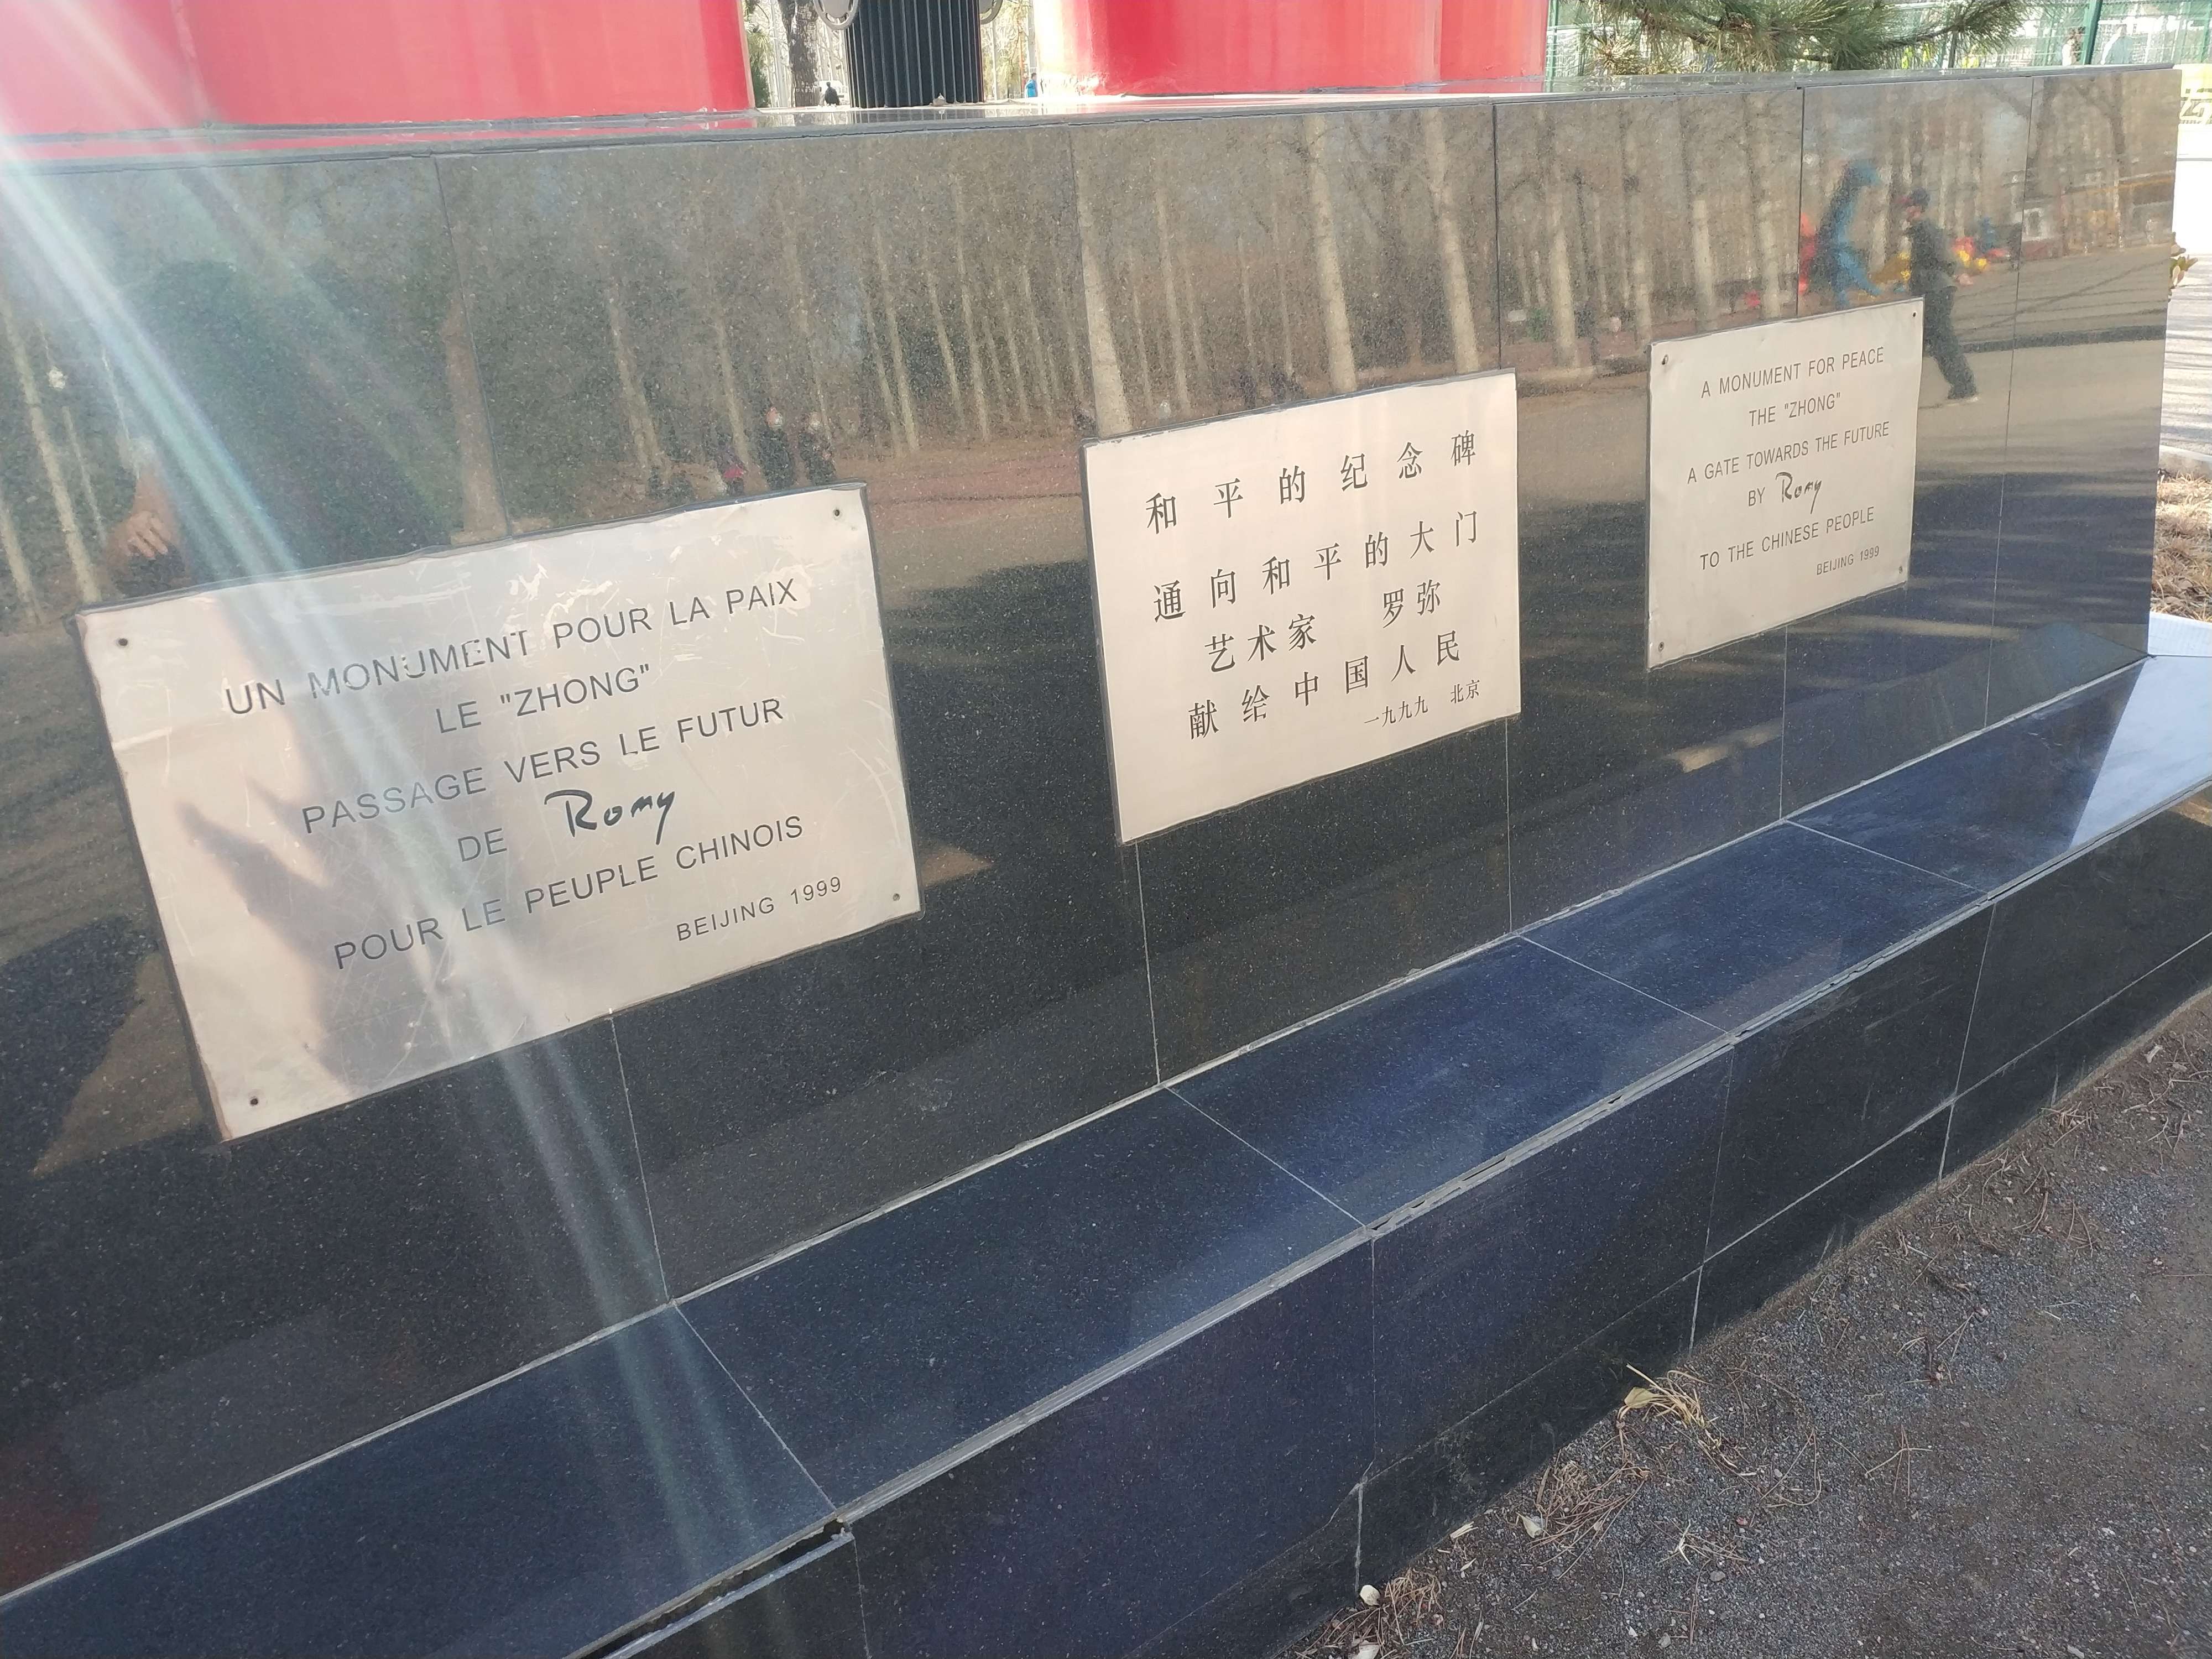 UN MONUMENT POUR LA PAIX
LE "ZHONG"
PASSAGE VERS LE FUTUR
DE Romy
POUR LE PEUPLE CHINOIS
BEIJING 1999
和平的纪念碑
通向和平的大门
艺术家 罗弥
献给中国人民
一九九九 北京
A MONUMENT FOR PEACE
THE "ZHONG"
A GATE TOWARDS THE FUTURE
BY Romy
TO THE CHINESE PEOPLE
BEIJING 1999